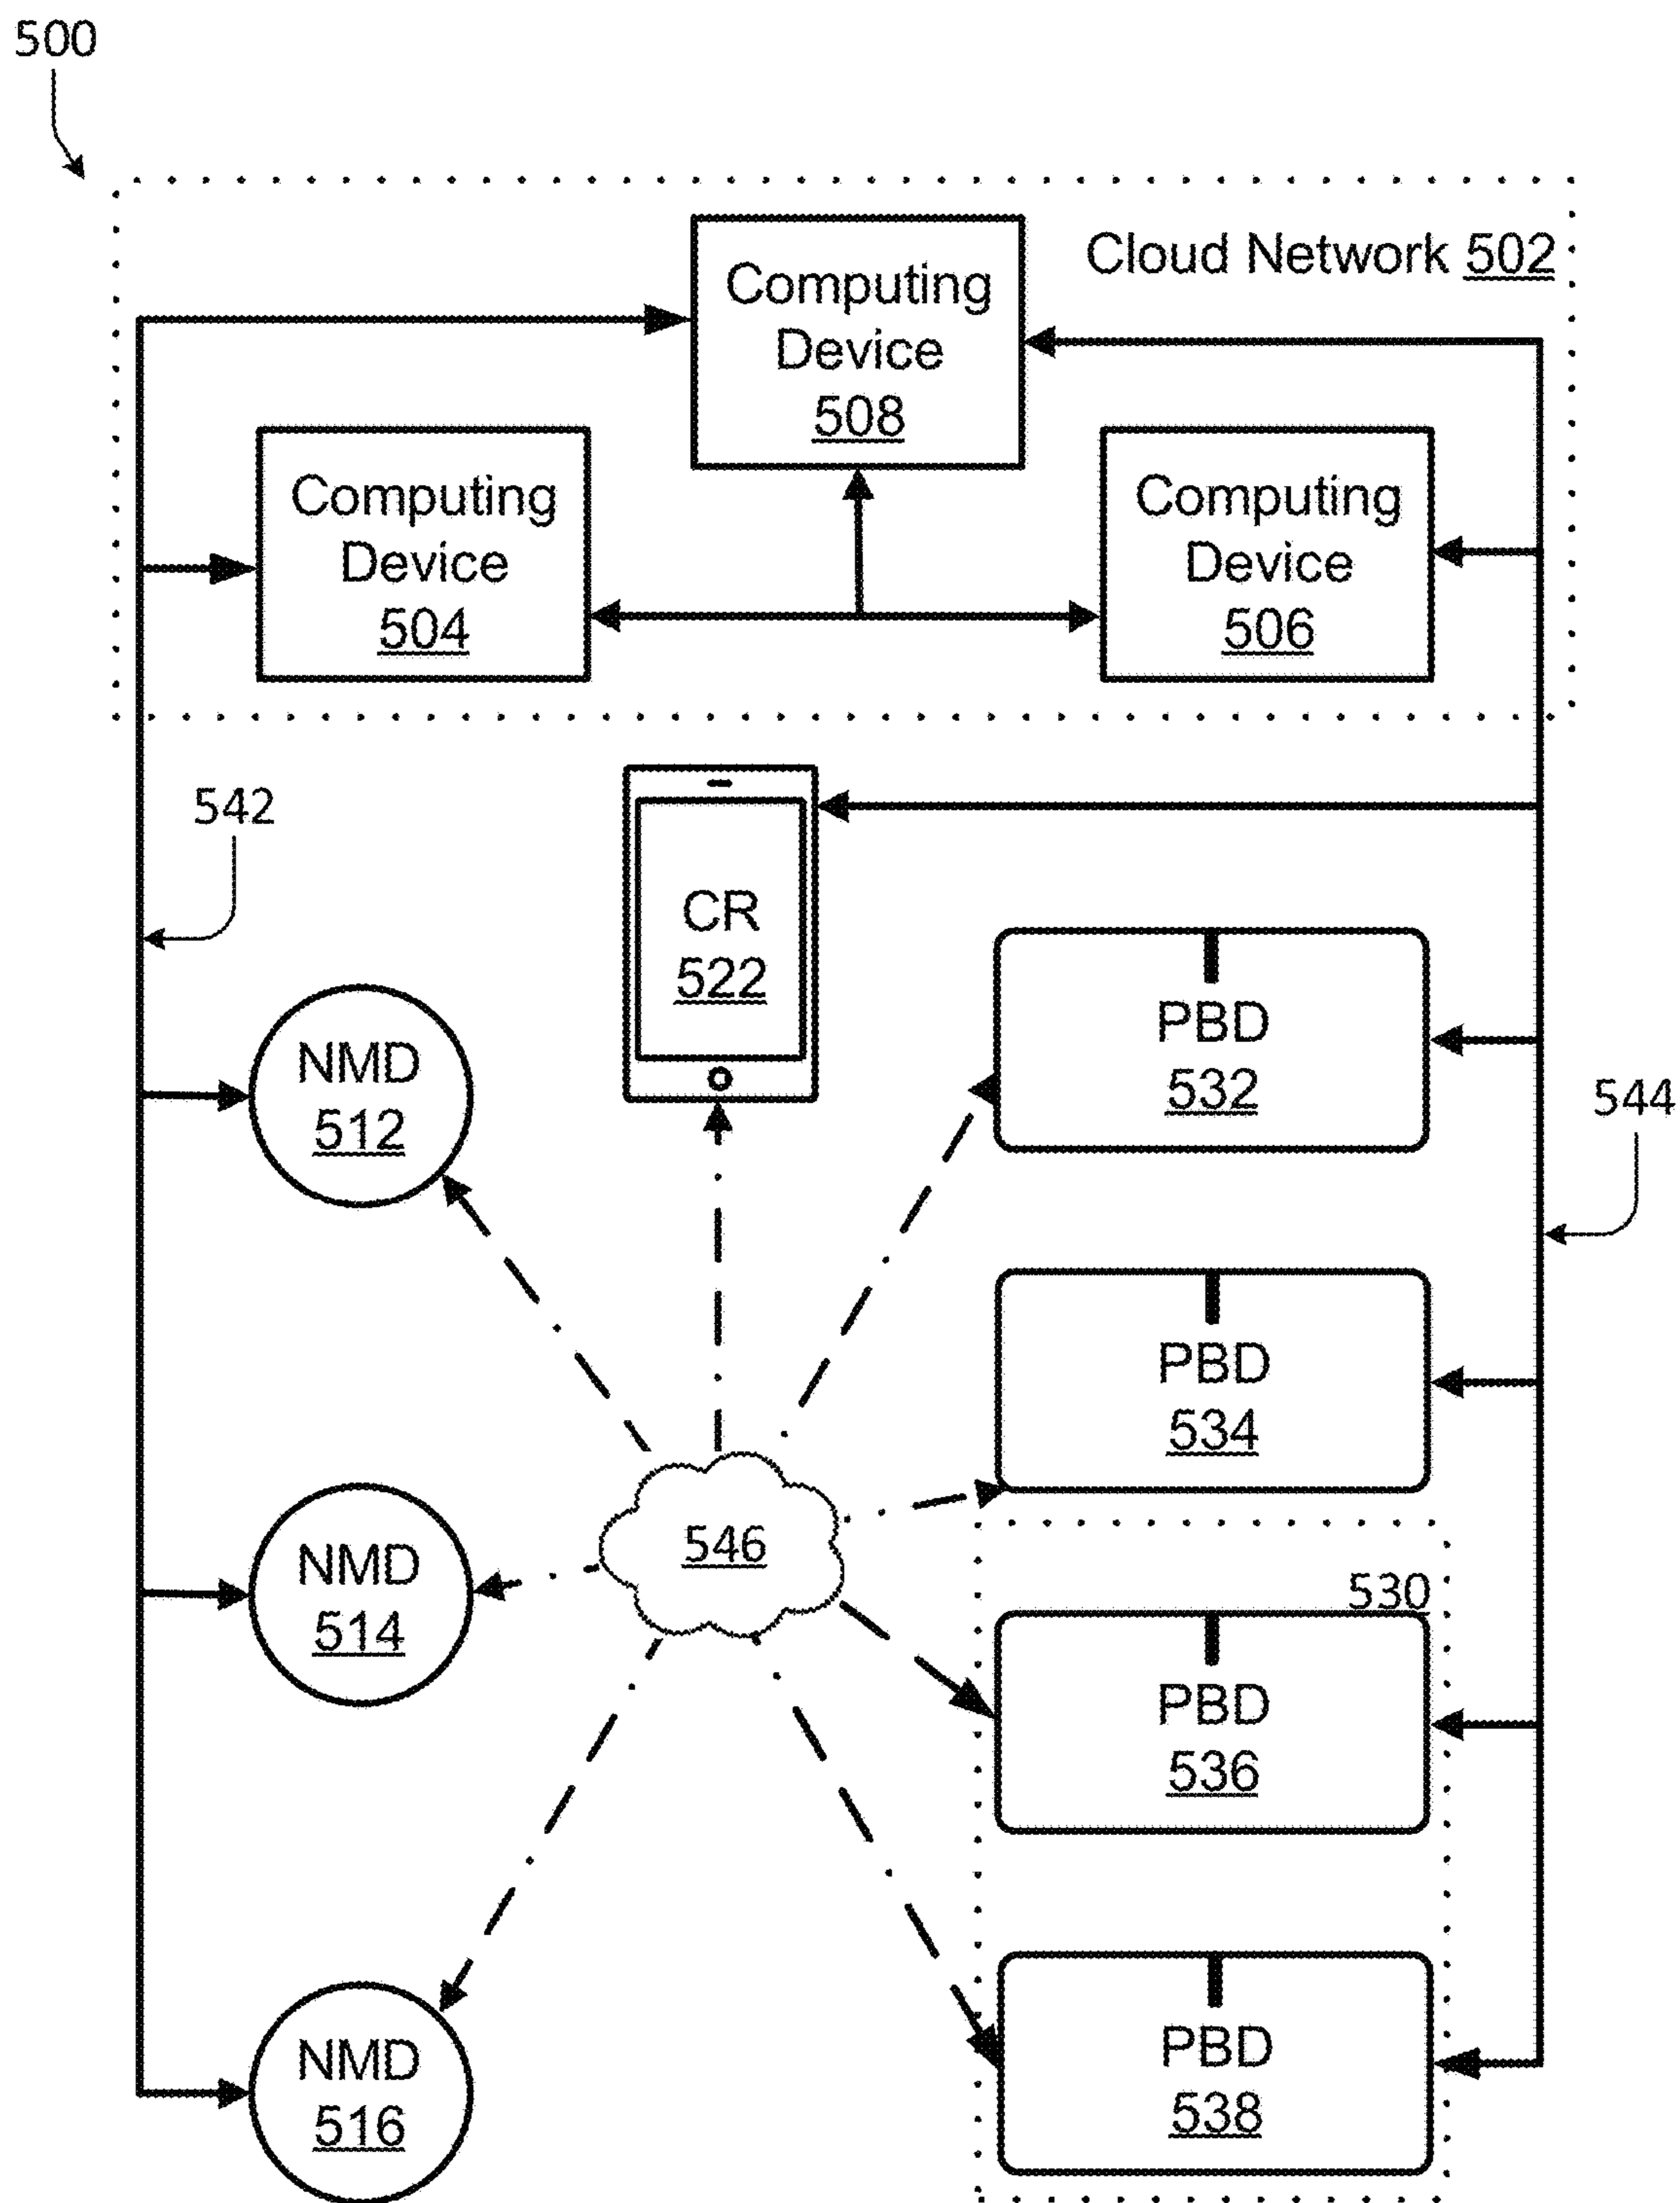 500
Cloud Network 502
Computing
Device
508
Computing
Device
504
Computing
Device
506
542
CR
522
NMD
512
PBD
532
544
PBD
534
546
NMD
514
530
PBD
536
NMD
516
PBD
538